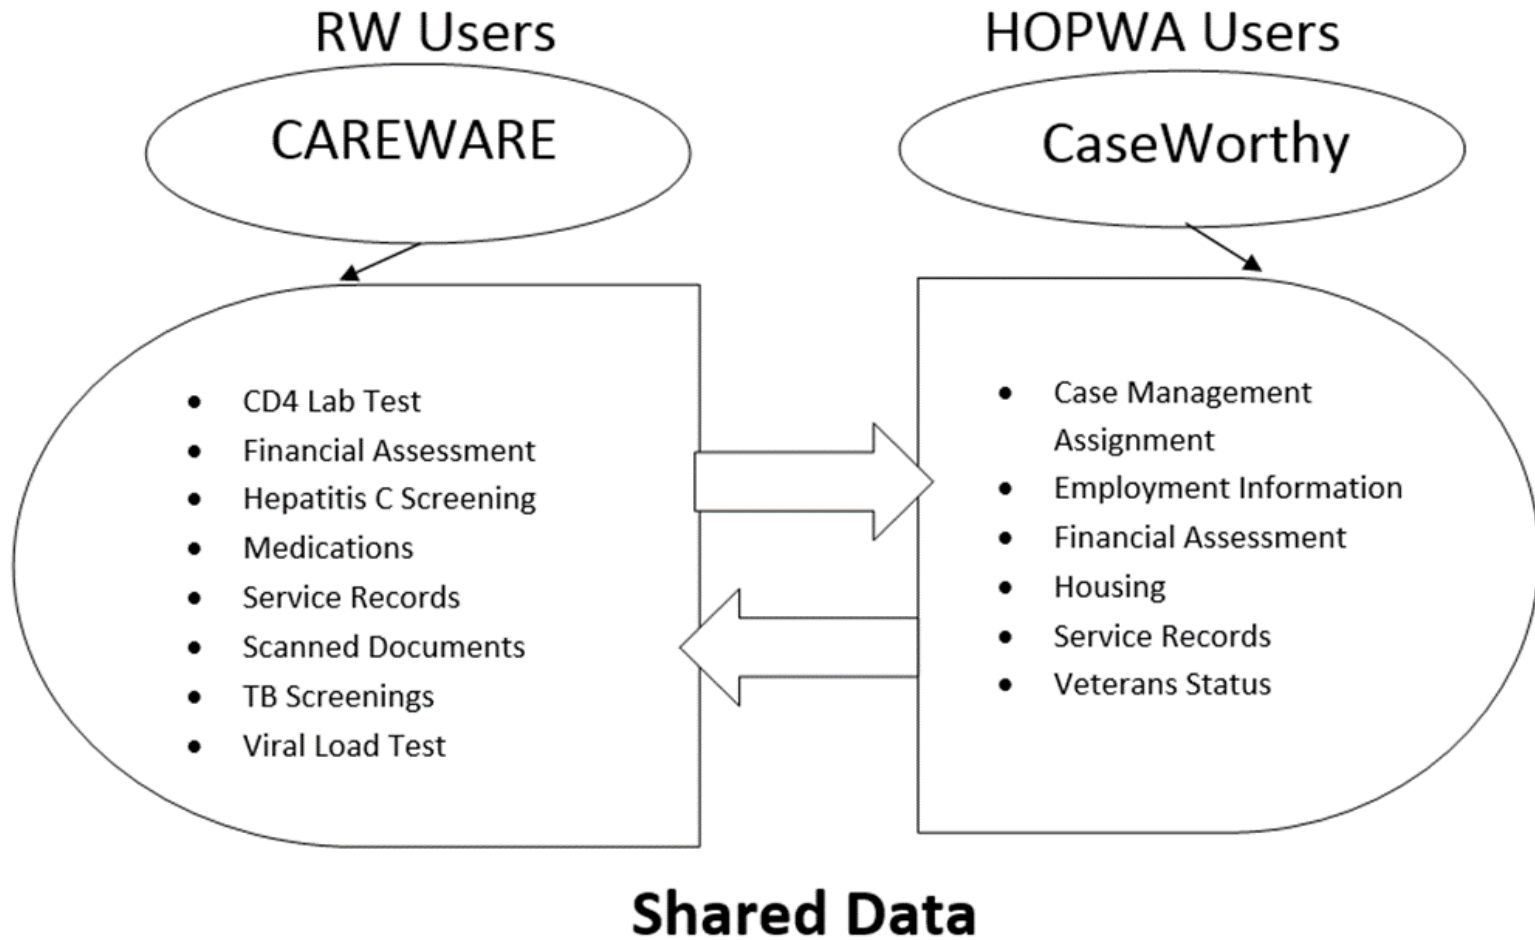 RW Users
HOPWA Users
CAREWARE
CaseWorthy
• CD4 Lab Test
• Financial Assessment
• Hepatitis C Screening
• Medications
• Service Records
• Scanned Documents
• TB Screenings
• Viral Load Test
• Case Management
Assignment
• Employment Information
• Financial Assessment
• Housing
• Service Records
• Veterans Status
Shared Data